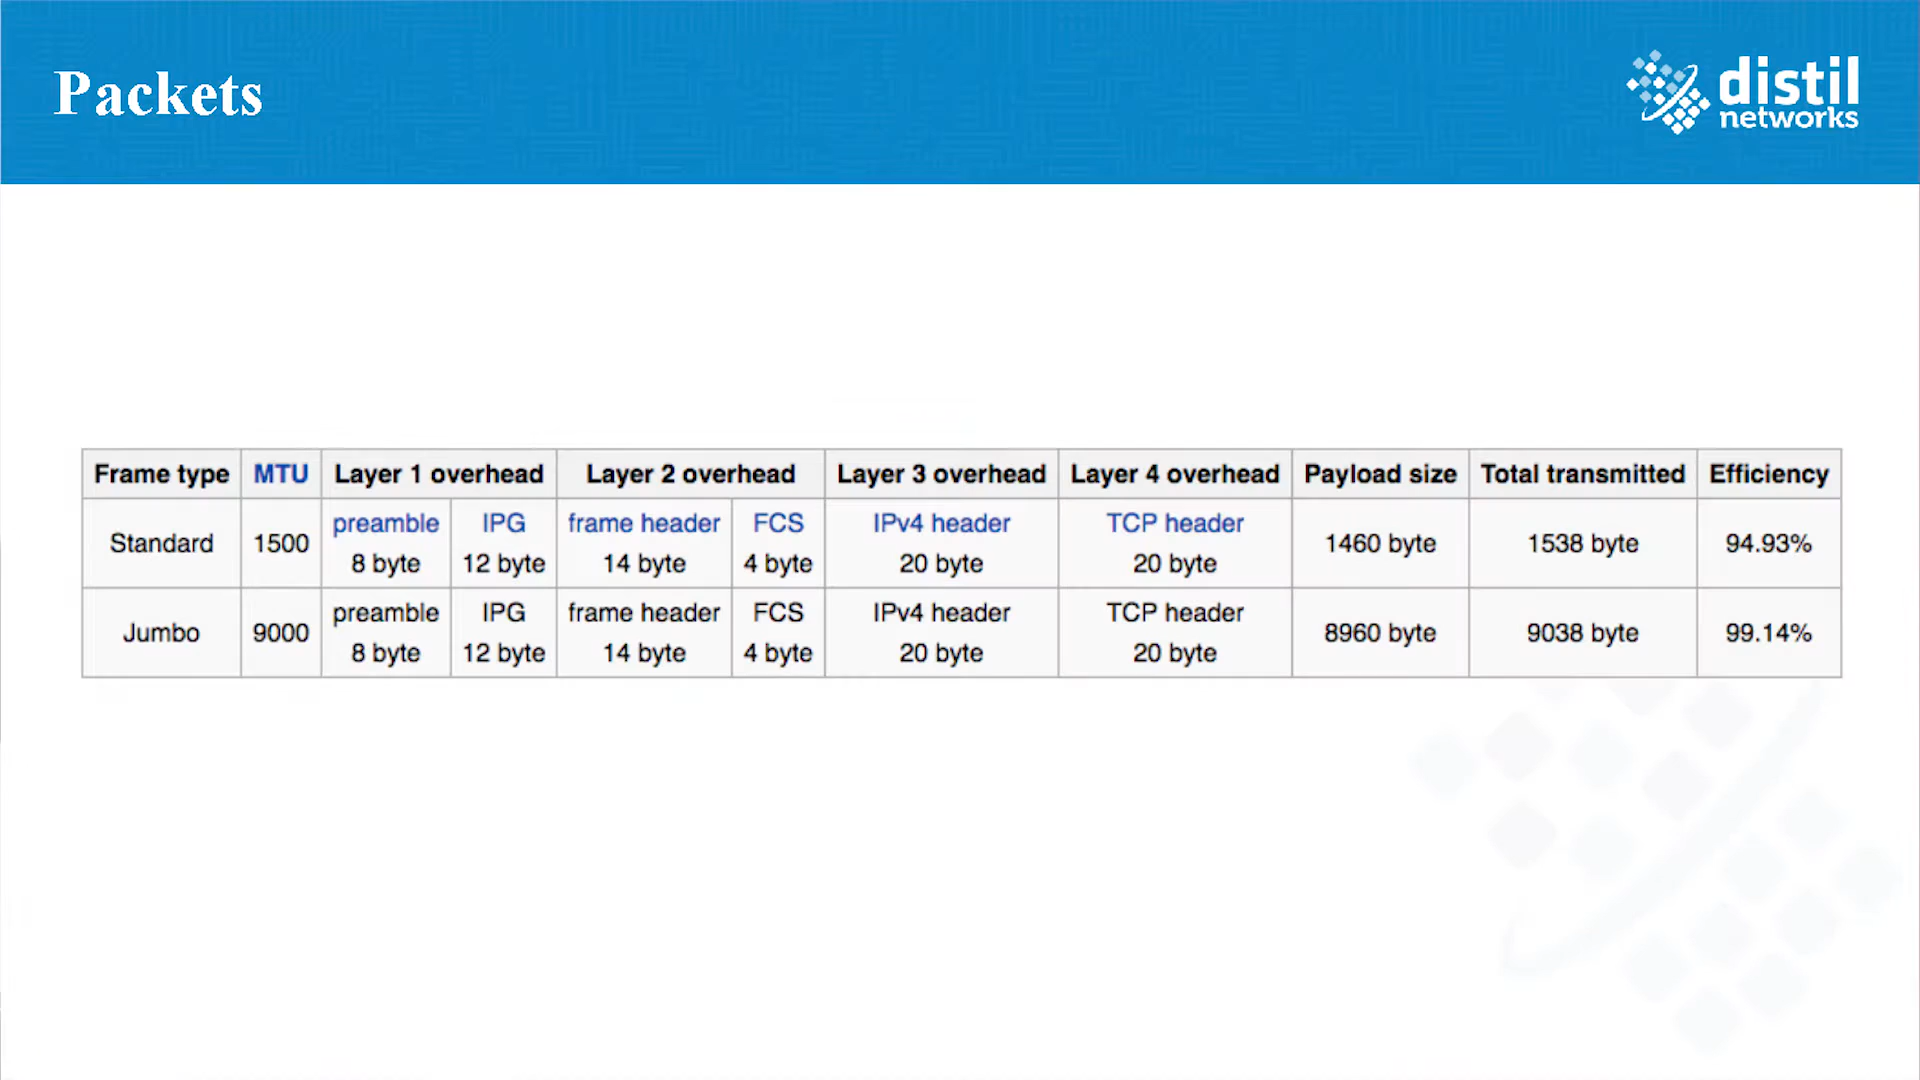 Packets
distil
networks
Frame type MTU Layer 1 overhead Layer 2 overhead Layer 3 overhead Layer 4 overhead Payload size Total transmitted Efficiency
Standard 1500 preamble 8 byte IPG 12 byte frame header 14 byte FCS 4 byte IPv4 header 20 byte TCP header 20 byte 1460 byte 1538 byte 94.93%
Jumbo 9000 preamble 8 byte IPG 12 byte frame header 14 byte FCS 4 byte IPv4 header 20 byte TCP header 20 byte 8960 byte 9038 byte 99.14%